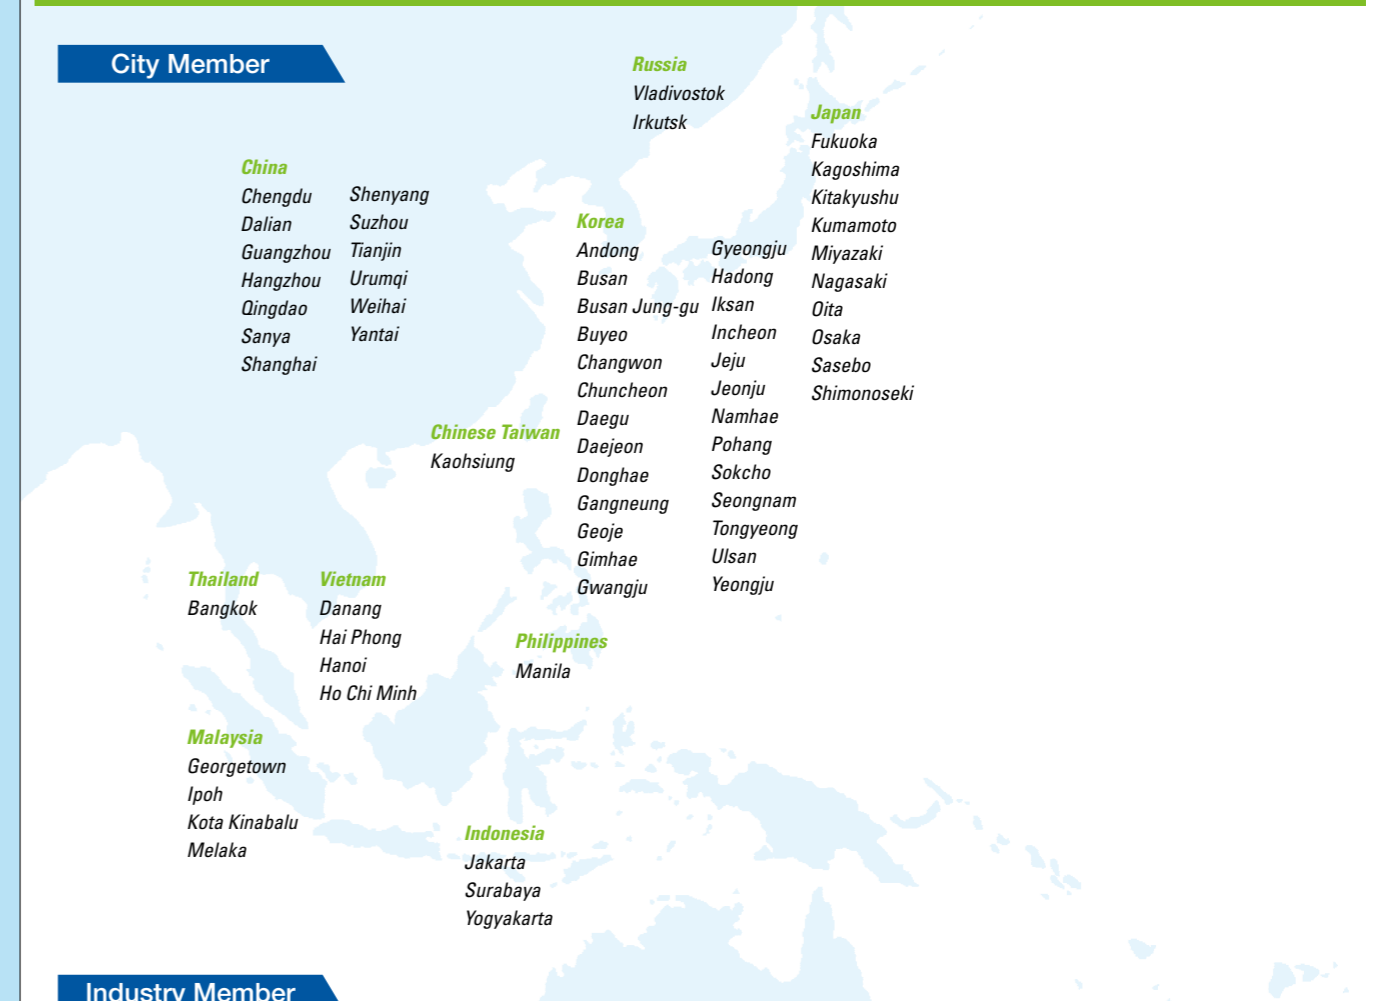 City Member
Russia
Vladivostok
Irkutsk
Japan
Fukuoka
Kagoshima
Kitakyushu
Kumamoto
Miyazaki
Nagasaki
Oita
Osaka
Sasebo
Shimonoseki
China
Chengdu
Dalian
Guangzhou
Hangzhou
Qingdao
Sanya
Shanghai
Shenyang
Suzhou
Tianjin
Urumqi
Weihai
Yantai
Korea
Andong
Busan
Busan Jung-gu
Buyeo
Changwon
Chuncheon
Daegu
Daejeon
Donghae
Gangneung
Geoje
Gimhae
Gwangju
Gyeongju
Hadong
Iksan
Incheon
Jeju
Jeonju
Namhae
Pohang
Sokcho
Seongnam
Tongyeong
Ulsan
Yeongju
Chinese Taiwan
Kaohsiung
Thailand
Bangkok
Vietnam
Danang
Hai Phong
Hanoi
Ho Chi Minh
Philippines
Manila
Malaysia
Georgetown
Ipoh
Kota Kinabalu
Melaka
Indonesia
Jakarta
Surabaya
Yogyakarta
Industry Member